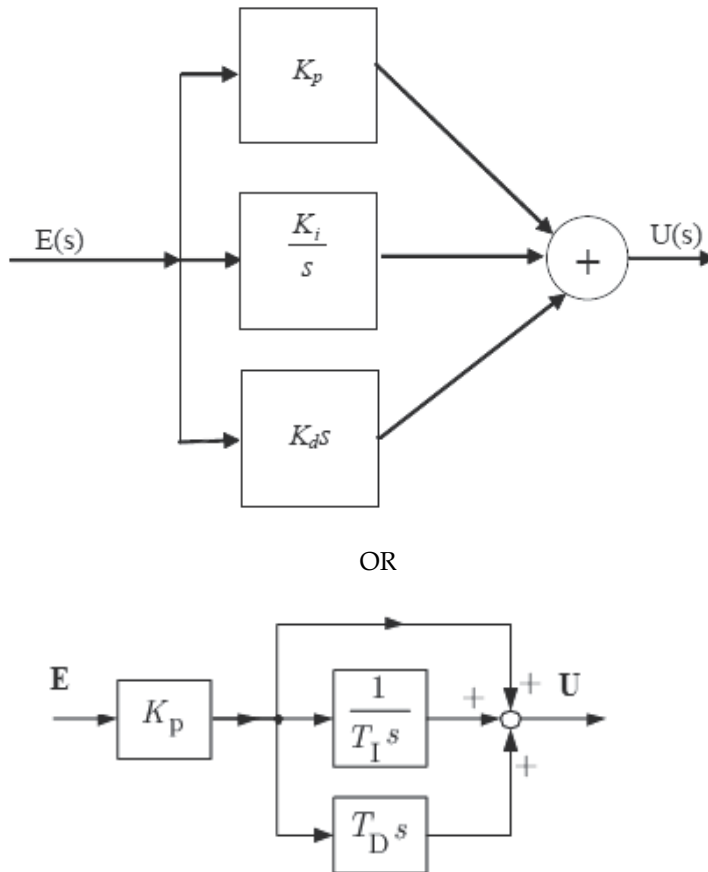 K_p
E(s)
K_i
s
+
U(s)
K_d s
OR
E
K_p
1
T_I s
+
+
U
+
T_D s